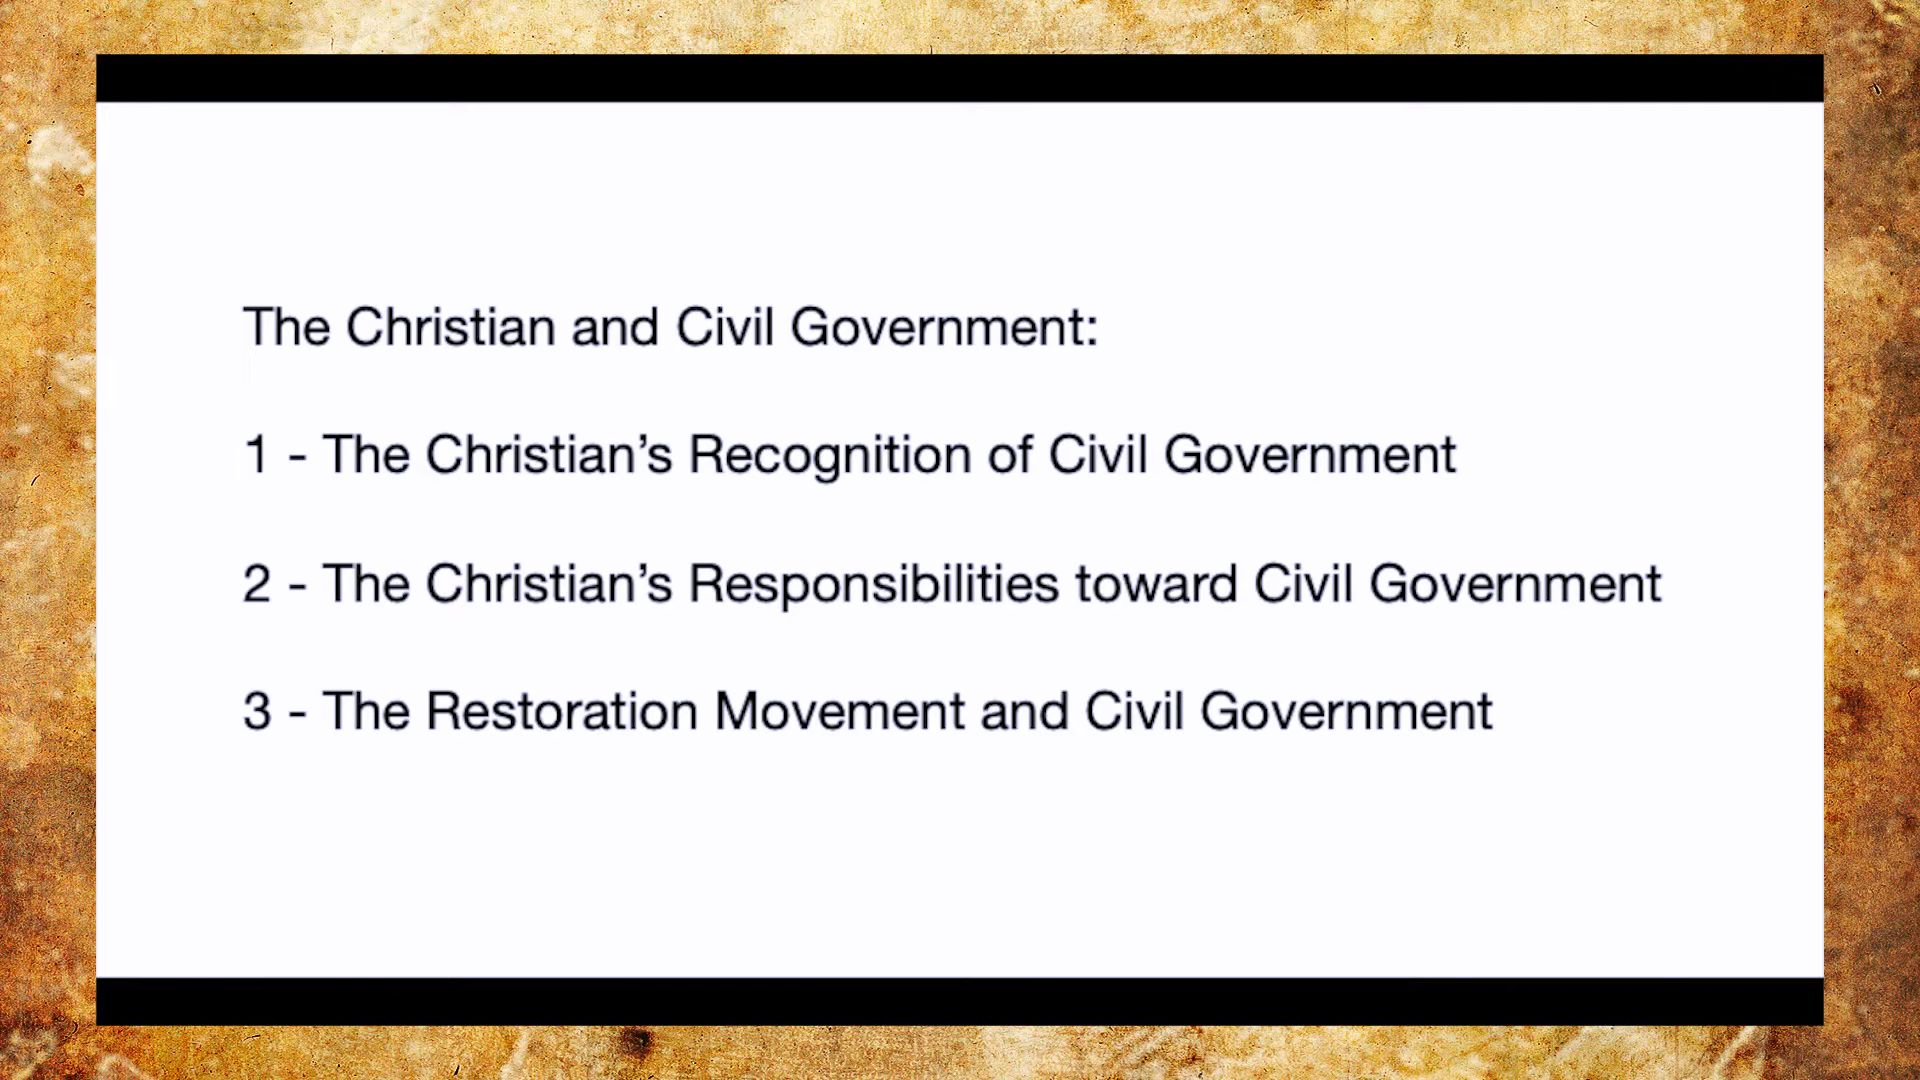 The Christian and Civil Government:
1 - The Christian’s Recognition of Civil Government
2 - The Christian’s Responsibilities toward Civil Government
3 - The Restoration Movement and Civil Government